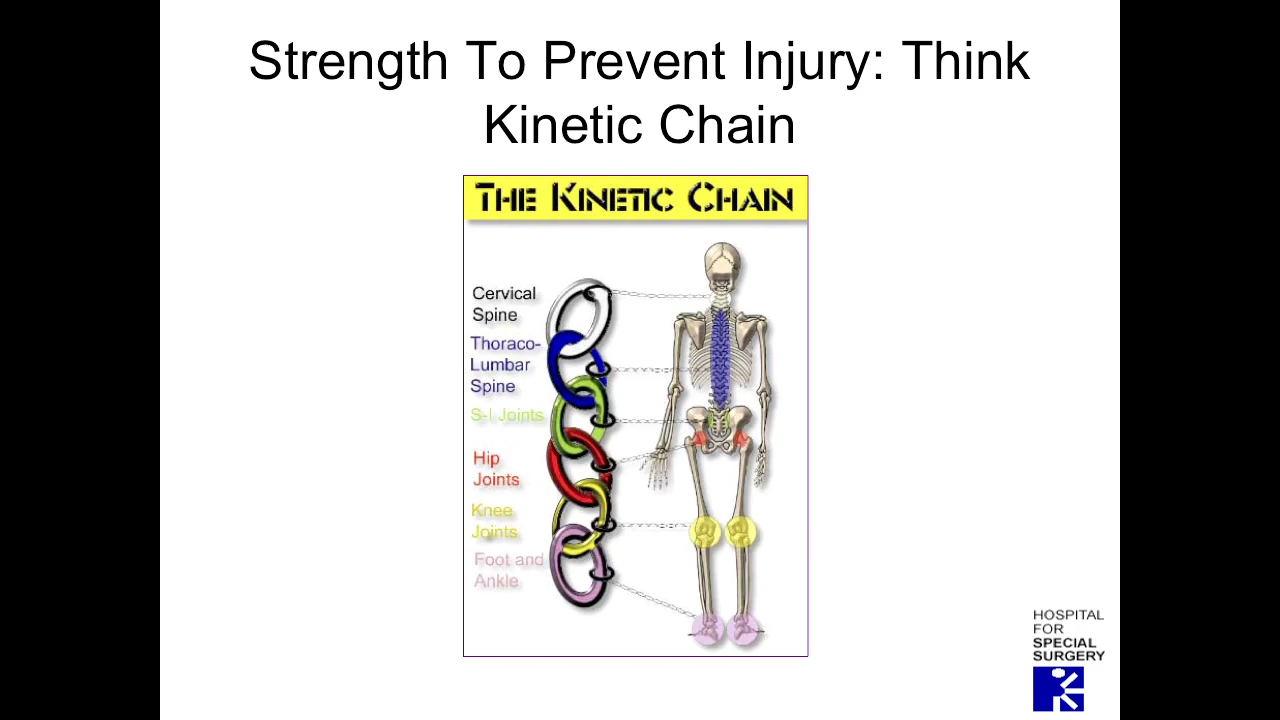 Strength To Prevent Injury: Think
Kinetic Chain
THE KINETIC CHAIN
Cervical
Spine
Thoraco-
Lumbar
Spine
S-I Joints
Hip
Joints
Knee
Joints
Foot and
Ankle
HOSPITAL
FOR
SPECIAL
SURGERY